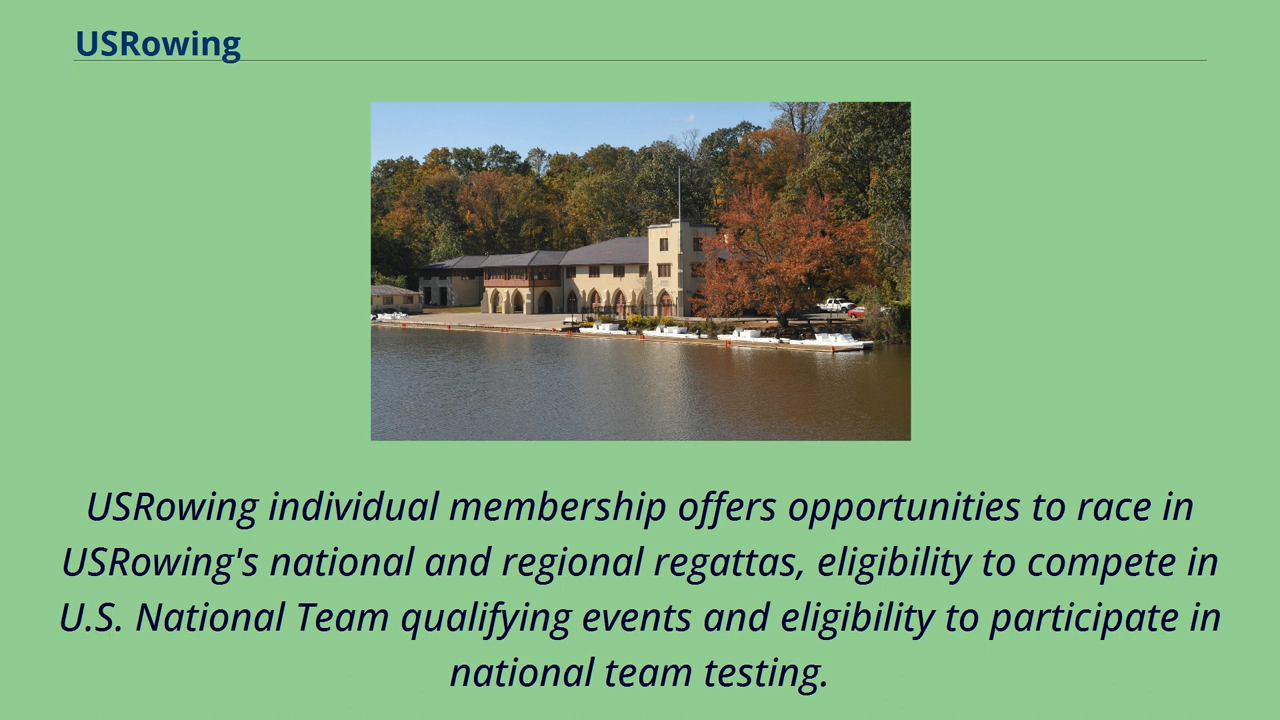 USRowing
USRowing individual membership offers opportunities to race in
USRowing's national and regional regattas, eligibility to compete in
U.S. National Team qualifying events and eligibility to participate in
national team testing.